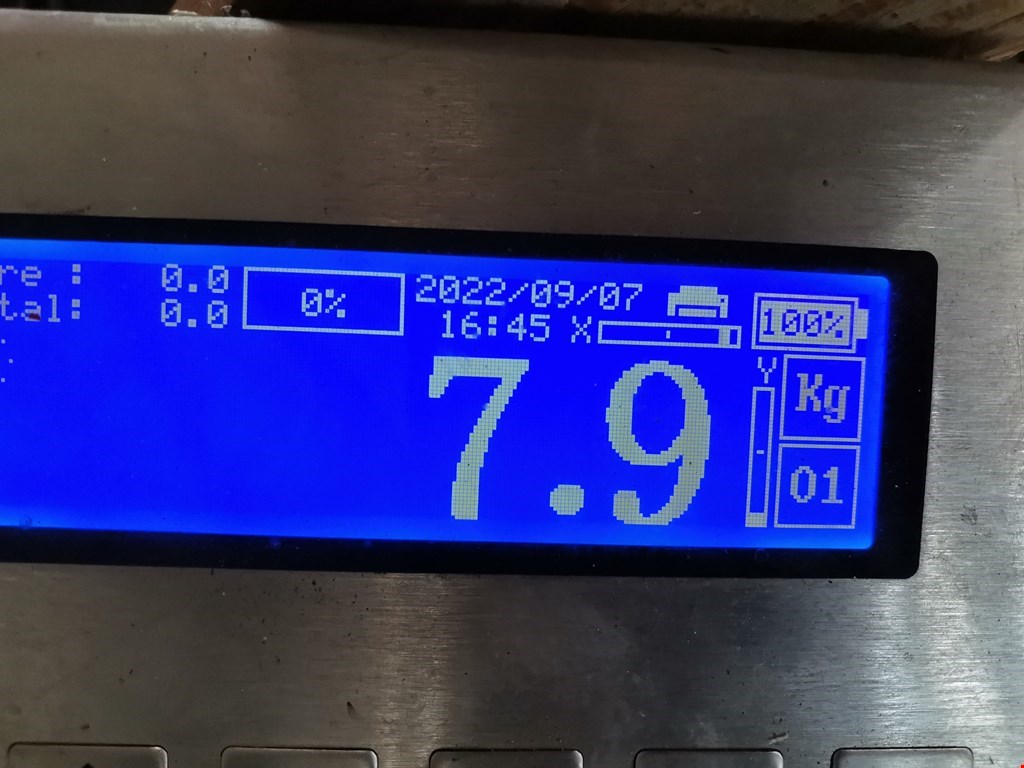 re : 0.0 0% 2022/09/07
tal: 0.0 16:45 X 100%
7.9 Y Kg
01